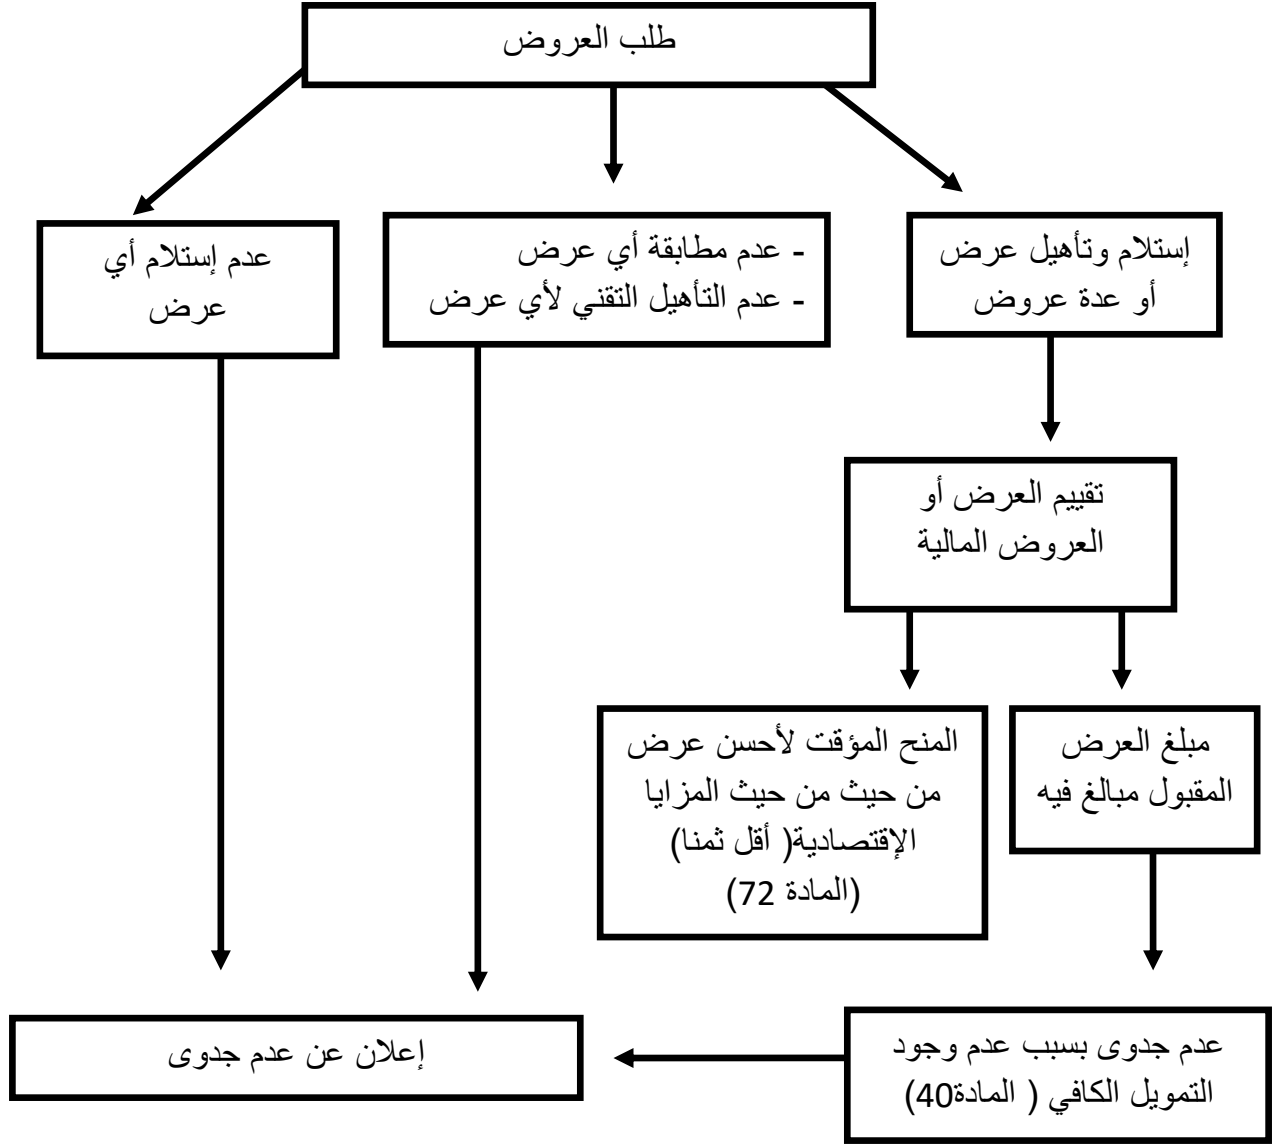 طلب العروض
إستلام وتأهيل عرض
أو عدة عروض
- عدم مطابقة أي عرض
- عدم التأهيل التقني لأي عرض
عدم إستلام أي
عرض
تقييم العرض أو
العروض المالية
مبلغ العرض
المقبول مبالغ فيه
المنح المؤقت لأحسن عرض
من حيث من حيث المزايا
الإقتصادية( أقل ثمنا)
(المادة 72)
عدم جدوى بسبب عدم وجود
التمويل الكافي ( المادة40)
إعلان عن عدم جدوى